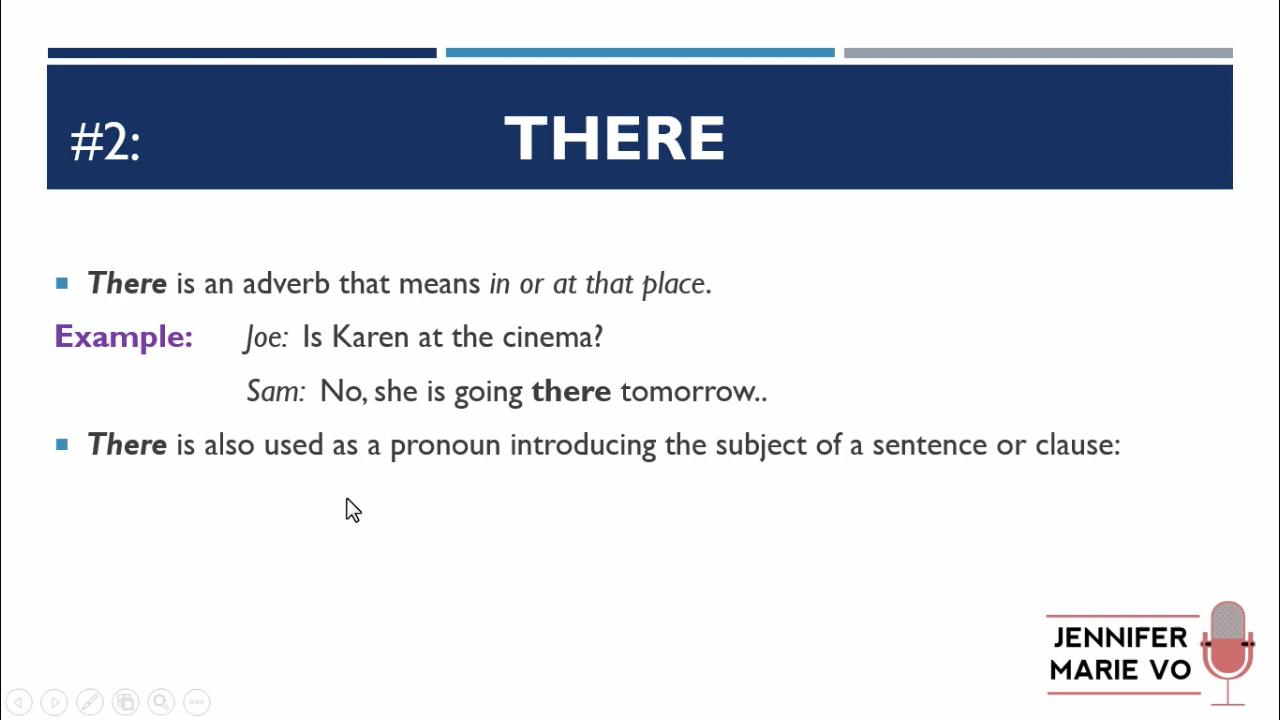 #2: THERE
There is an adverb that means in or at that place.
Example: Joe: Is Karen at the cinema?
Sam: No, she is going there tomorrow..
There is also used as a pronoun introducing the subject of a sentence or clause:
JENNIFER
MARIE VO